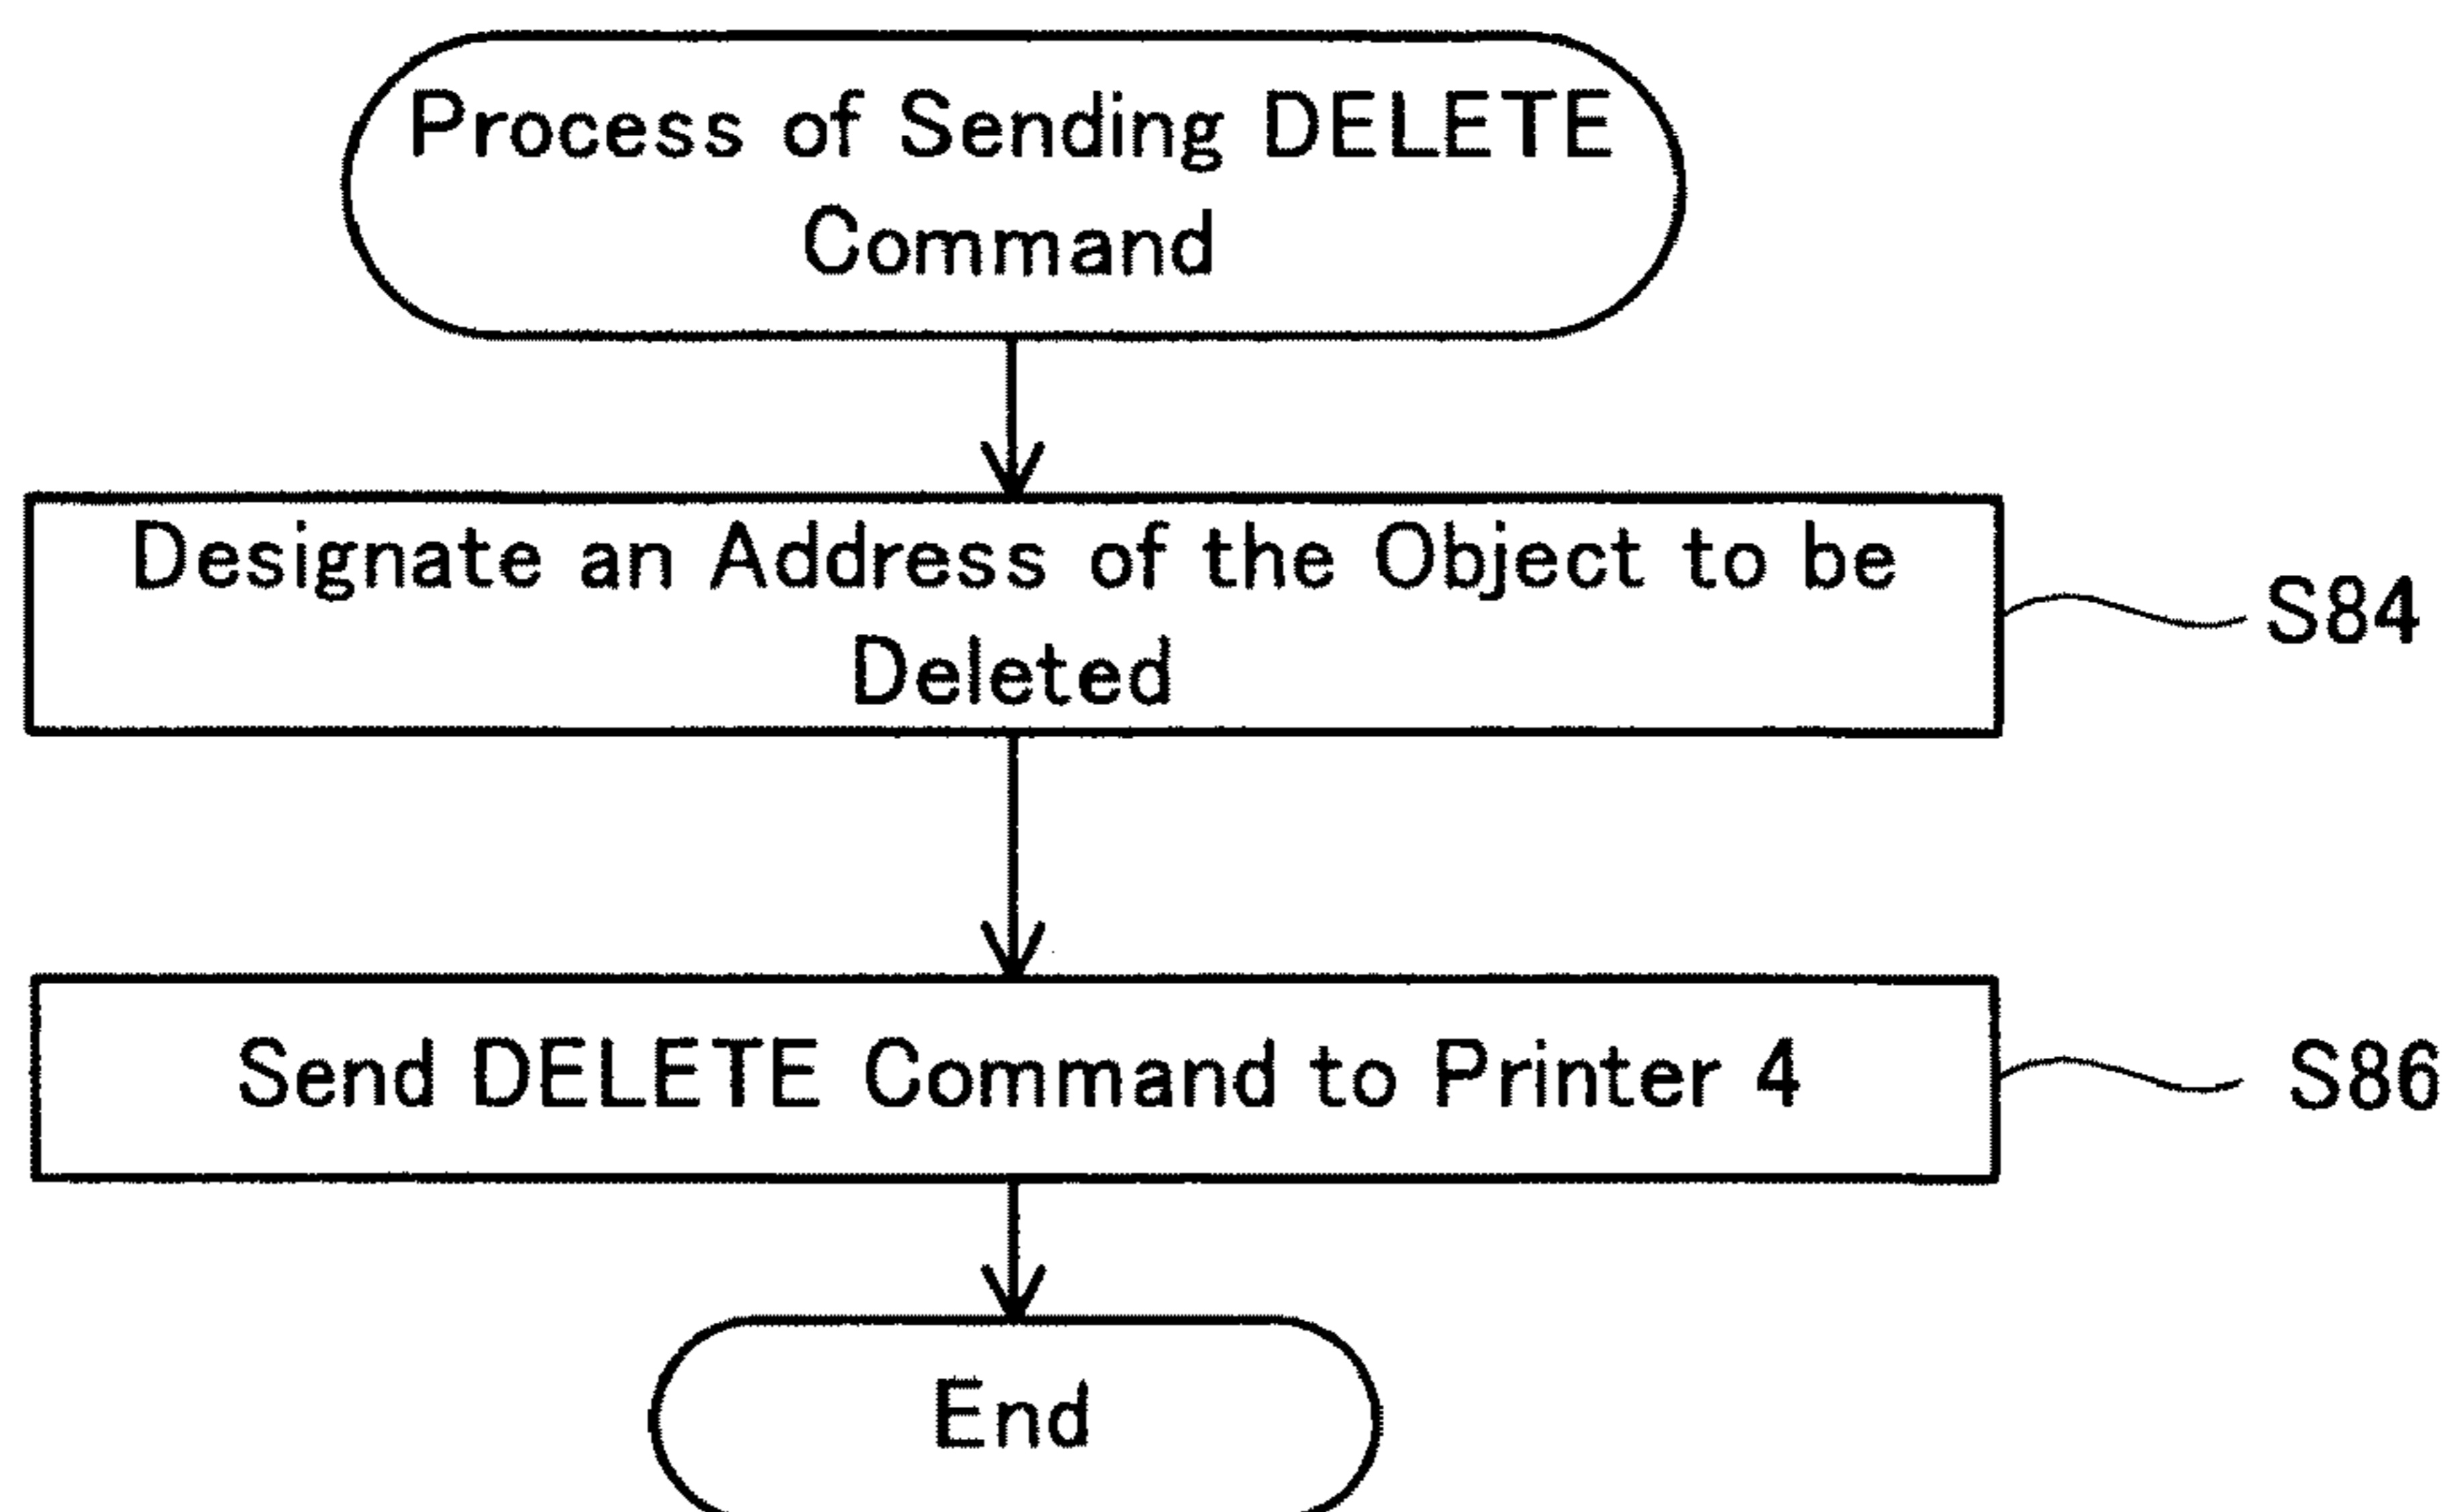 Process of Sending DELETE
Command
Designate an Address of the Object to be
Deleted
S84
Send DELETE Command to Printer 4
S86
End